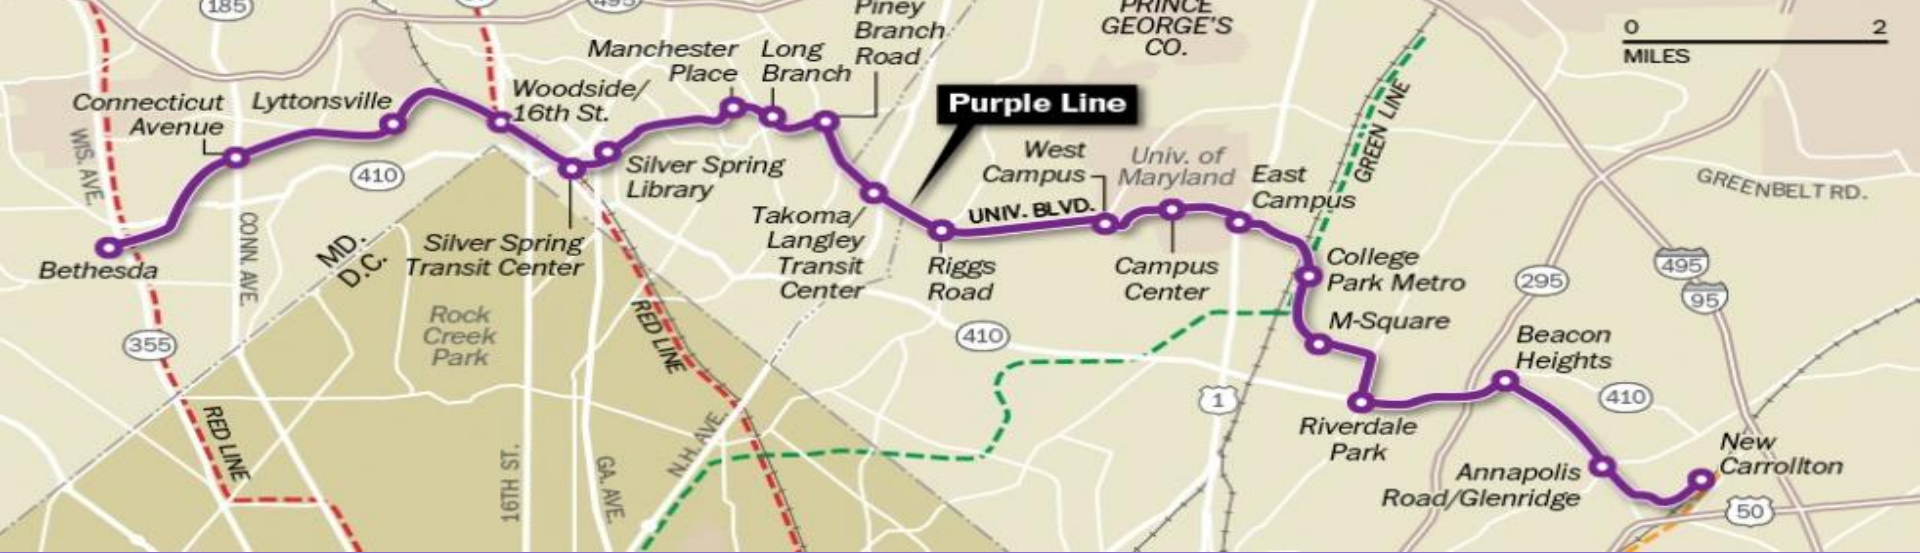 185
495
Piney
Branch
Road
PRINCE
GEORGE'S
CO.
0 2
MILES
Manchester
Place
Long
Branch
Connecticut
Avenue
Lyttonsville
Woodside/
16th St.
Purple Line
WIS. AVE.
410
Silver Spring
Library
West
Campus
Univ. of
Maryland
East
Campus
GREEN LINE
GREENBELT RD.
UNIV. BLVD.
Takoma/
Langley
Transit
Center
CONN. AVE.
MD.
D.C.
Silver Spring
Transit Center
Bethesda
Riggs
Road
Campus
Center
College
Park Metro
295
495
95
Rock
Creek
Park
RED LINE
410
M-Square
355
Beacon
Heights
1
410
RED LINE
N.H. AVE.
16TH ST.
GA. AVE.
Riverdale
Park
New
Carrollton
Annapolis
Road/Glenridge
50